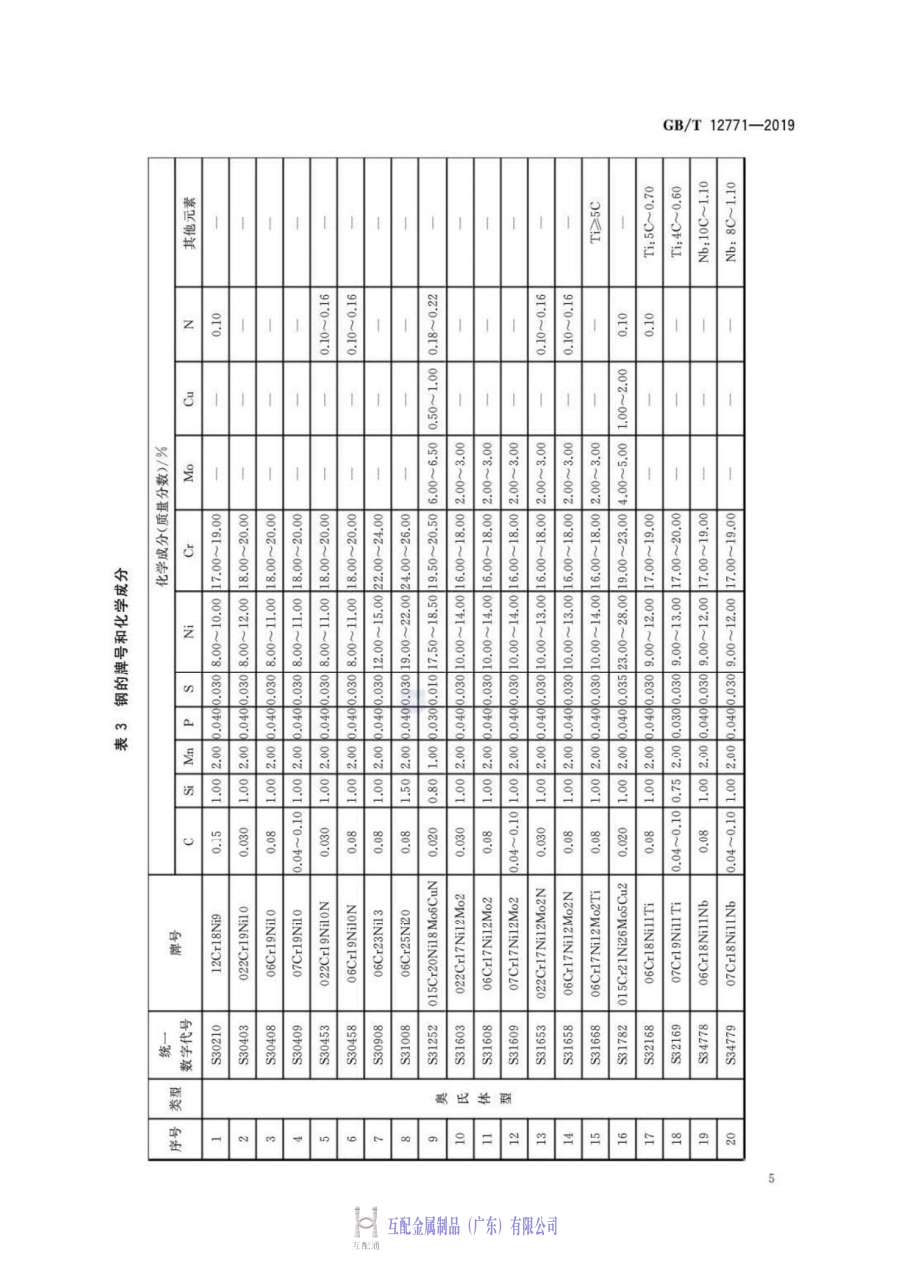 GB/T 12771—2019
表 3 钢的牌号和化学成分
序号 类型 统一数字代号 牌号 化学成分(质量分数)/%
C Si Mn P S Ni Cr Mo Cu N 其他元素
奥氏体型
1 S30210 12Cr18Ni9 0.15 1.00 2.00 0.040 0.030 8.00～10.00 17.00～19.00 — — 0.10 —
2 S30403 022Cr19Ni10 0.030 1.00 2.00 0.040 0.030 8.00～12.00 18.00～20.00 — — — —
3 S30408 06Cr19Ni10 0.08 1.00 2.00 0.040 0.030 8.00～11.00 18.00～20.00 — — — —
4 S30409 07Cr19Ni10 0.04～0.10 1.00 2.00 0.040 0.030 8.00～11.00 18.00～20.00 — — — —
5 S30453 022Cr19Ni10N 0.030 1.00 2.00 0.040 0.030 8.00～11.00 18.00～20.00 — — 0.10～0.16 —
6 S30458 06Cr19Ni10N 0.08 1.00 2.00 0.040 0.030 8.00～11.00 18.00～20.00 — — 0.10～0.16 —
7 S30908 06Cr23Ni13 0.08 1.00 2.00 0.040 0.030 12.00～15.00 22.00～24.00 — — — —
8 S31008 06Cr25Ni20 0.08 1.50 2.00 0.040 0.030 19.00～22.00 24.00～26.00 — — — —
9 S31252 015Cr20Ni18Mo6CuN 0.020 0.80 1.00 0.030 0.010 17.50～18.50 19.50～20.50 6.00～6.50 0.50～1.00 0.18～0.22 —
10 S31603 022Cr17Ni12Mo2 0.030 1.00 2.00 0.040 0.030 10.00～14.00 16.00～18.00 2.00～3.00 — — —
11 S31608 06Cr17Ni12Mo2 0.08 1.00 2.00 0.040 0.030 10.00～14.00 16.00～18.00 2.00～3.00 — — —
12 S31609 07Cr17Ni12Mo2 0.04～0.10 1.00 2.00 0.040 0.030 10.00～14.00 16.00～18.00 2.00～3.00 — — —
13 S31653 022Cr17Ni12Mo2N 0.030 1.00 2.00 0.040 0.030 10.00～13.00 16.00～18.00 2.00～3.00 — 0.10～0.16 —
14 S31658 06Cr17Ni12Mo2N 0.08 1.00 2.00 0.040 0.030 10.00～13.00 16.00～18.00 2.00～3.00 — 0.10～0.16 —
15 S31668 06Cr17Ni12Mo2Ti 0.08 1.00 2.00 0.040 0.030 10.00～14.00 16.00～18.00 2.00～3.00 — — Ti≥5C
16 S31782 015Cr21Ni26Mo5Cu2 0.020 1.00 2.00 0.040 0.035 23.00～28.00 19.00～23.00 4.00～5.00 1.00～2.00 0.10 —
17 S32168 06Cr18Ni11Ti 0.08 1.00 2.00 0.040 0.030 9.00～12.00 17.00～19.00 — — 0.10 Ti:5C～0.70
18 S32169 07Cr19Ni11Ti 0.04～0.10 0.75 2.00 0.030 0.030 9.00～13.00 17.00～20.00 — — — Ti:4C～0.60
19 S34778 06Cr18Ni11Nb 0.08 1.00 2.00 0.040 0.030 9.00～12.00 17.00～19.00 — — — Nb:10C～1.10
20 S34779 07Cr18Ni11Nb 0.04～0.10 1.00 2.00 0.040 0.030 9.00～12.00 17.00～19.00 — — — Nb: 8C～1.10
5
互配通
互配金属制品（广东）有限公司